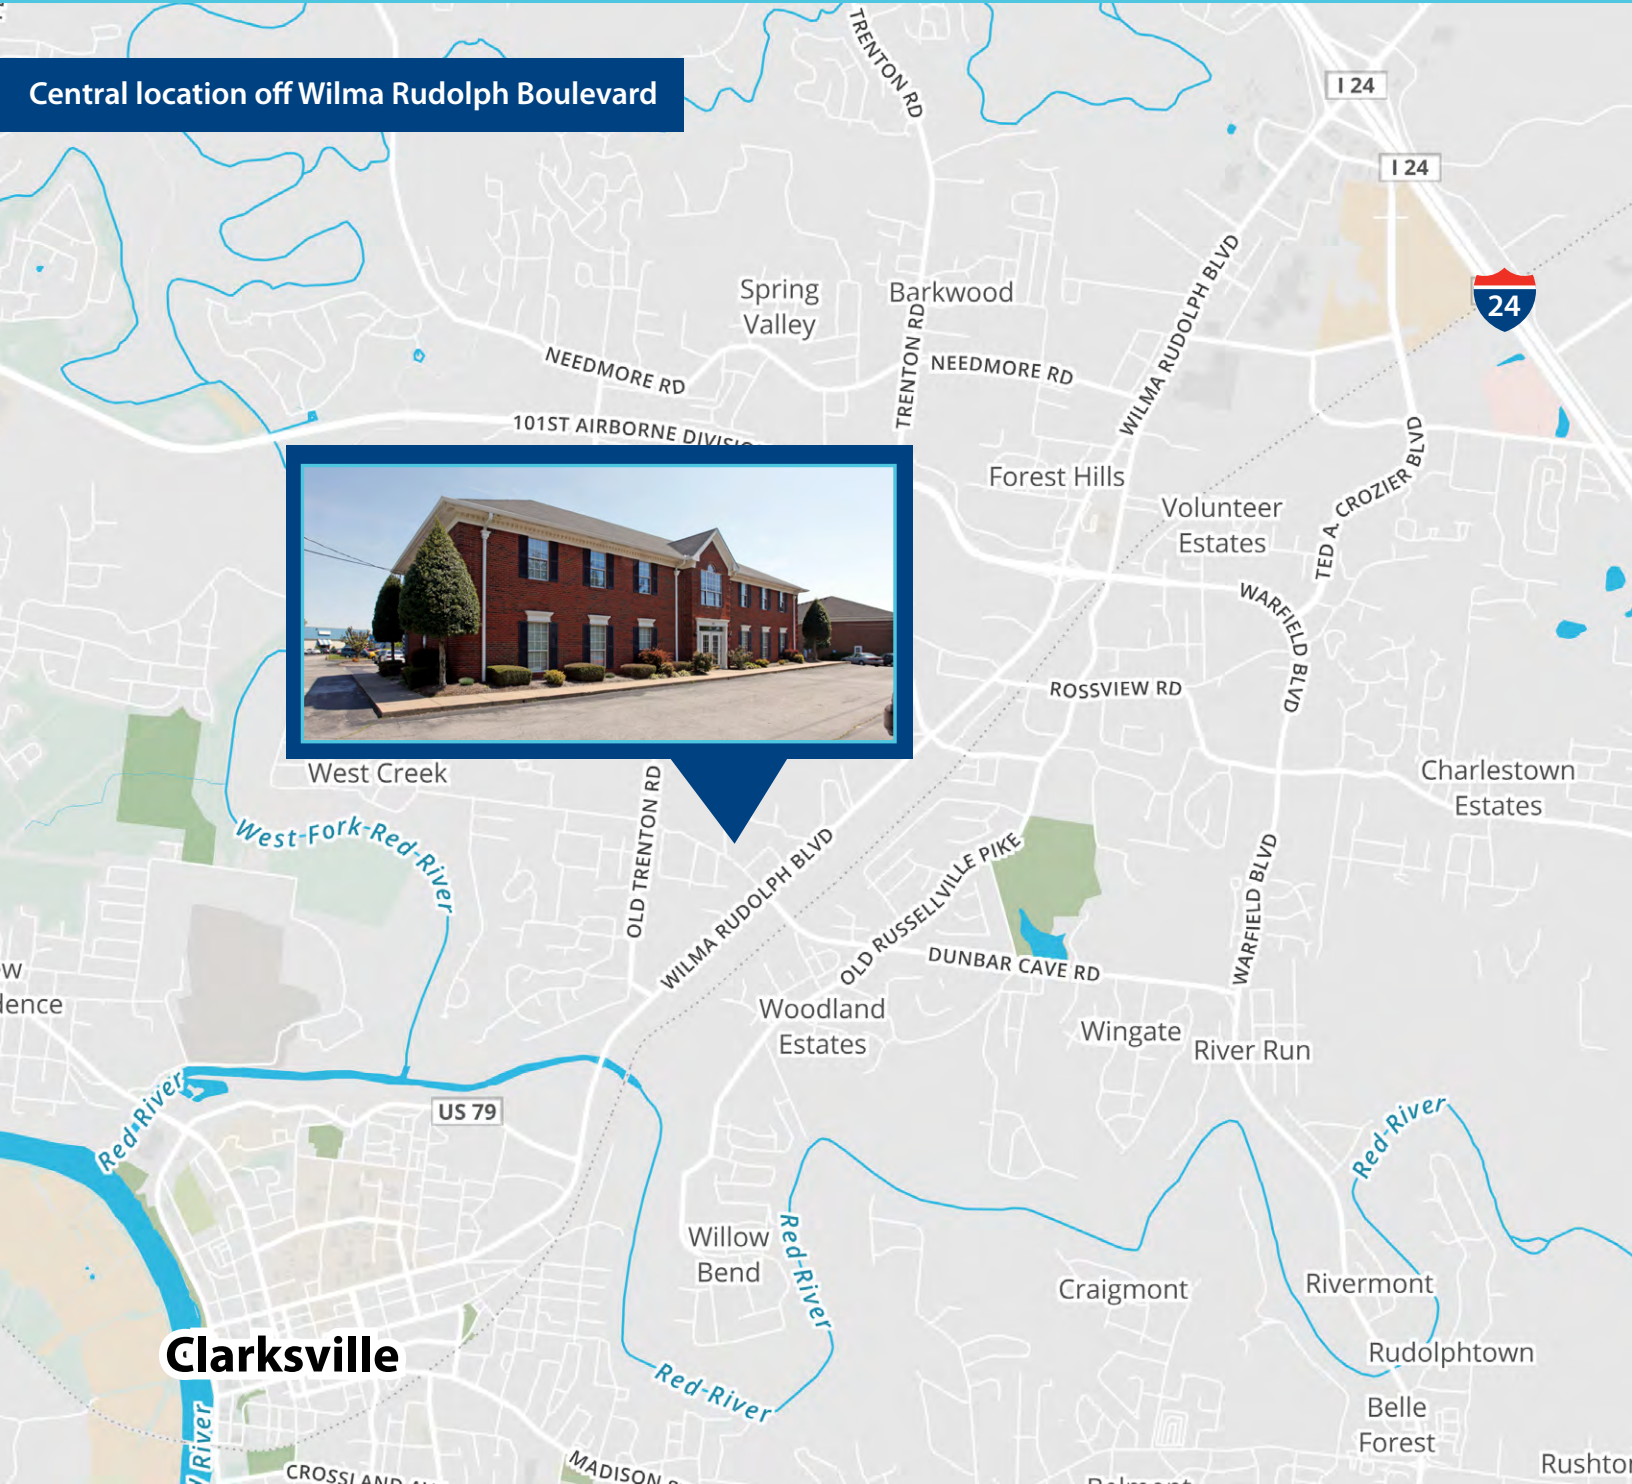 TRENTON RD
Central location off Wilma Rudolph Boulevard
I 24
I 24
WILMA RUDOLPH BLVD
Spring
Valley
Barkwood
24
NEEDMORE RD
TRENTON RD
NEEDMORE RD
101ST AIRBORNE
Forest Hills
TED A. CROZIER BLVD
Volunteer
Estates
WARFIELD BLVD
ROSSVIEW RD
West Creek
OLD TRENTON RD
Charlestown
Estates
West-Fork-Red-River
WILMA RUDOLPH BLVD
OLD RUSSELLVILLE PIKE
WARFIELD BLVD
DUNBAR CAVE RD
Woodland
Estates
Wingate
River Run
Red-River
US 79
Red-River
Willow
Bend
Red-River
Craigmont
Rivermont
Clarksville
Rudolphtown
Red-River
Belle
Forest
River
MADISON
CROSSLAND